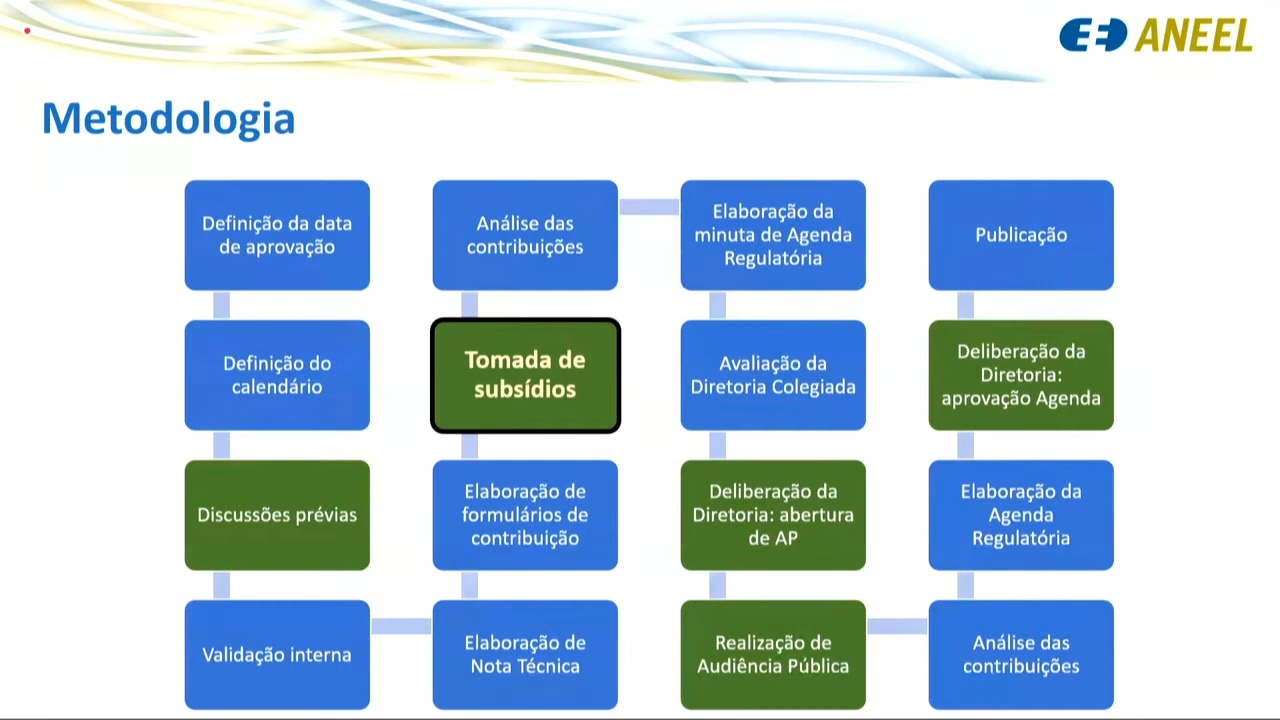 ANEEL
Metodologia
Definição da data
de aprovação
Definição do
calendário
Discussões prévias
Validação interna
Elaboração de
Nota Técnica
Elaboração de
formulários de
contribuição
Tomada de
subsídios
Análise das
contribuições
Elaboração da
minuta de Agenda
Regulatória
Avaliação da
Diretoria Colegiada
Deliberação da
Diretoria: abertura
de AP
Realização de
Audiência Pública
Análise das
contribuições
Elaboração da
Agenda
Regulatória
Deliberação da
Diretoria:
aprovação Agenda
Publicação